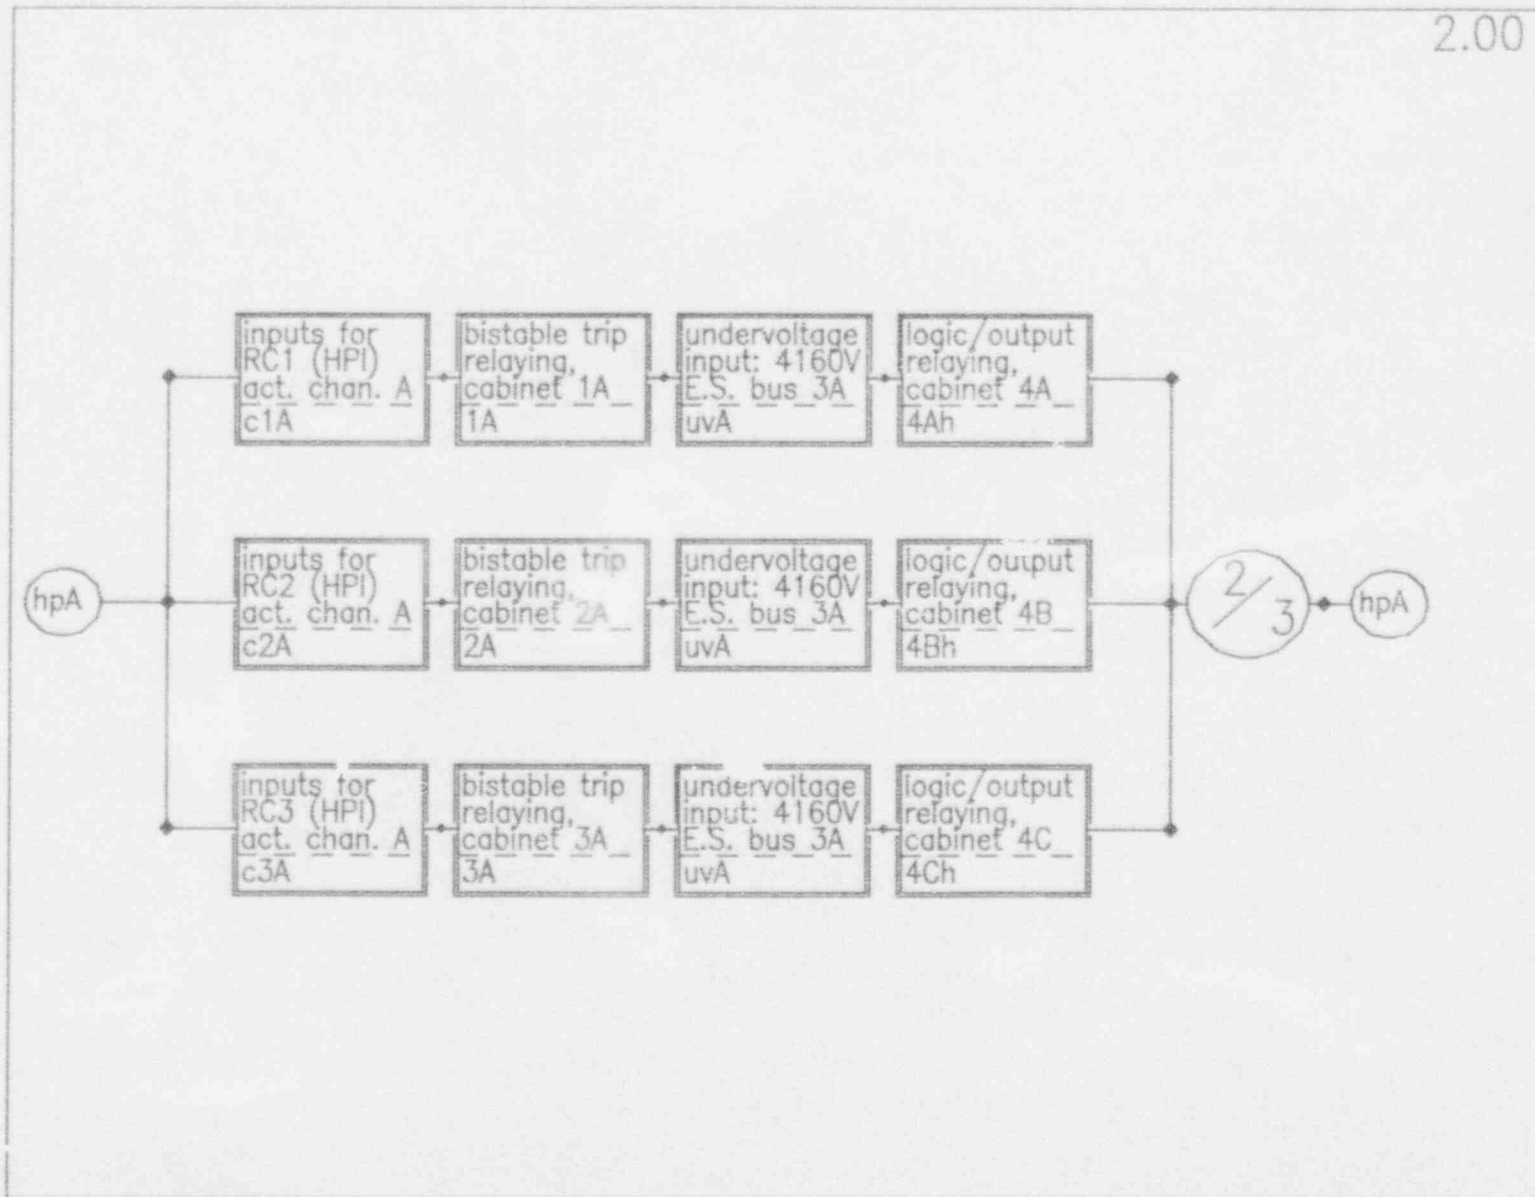 2.00
inputs for
RC1 (HPI)
act. chan. A
c1A
bistable trip
relaying,
cabinet 1A
1A
undervoltage
input: 4160V
E.S. bus 3A
uvA
logic/output
relaying,
cabinet 4A
4Ah
hpA
inputs for
RC2 (HPI)
act. chan. A
c2A
bistable trip
relaying,
cabinet 2A
2A
undervoltage
input: 4160V
E.S. bus 3A
uvA
logic/output
relaying,
cabinet 4B
4Bh
2/3
hpA
inputs for
RC3 (HPI)
act. chan. A
c3A
bistable trip
relaying,
cabinet 3A
3A
undervoltage
input: 4160V
E.S. bus 3A
uvA
logic/output
relaying,
cabinet 4C
4Ch